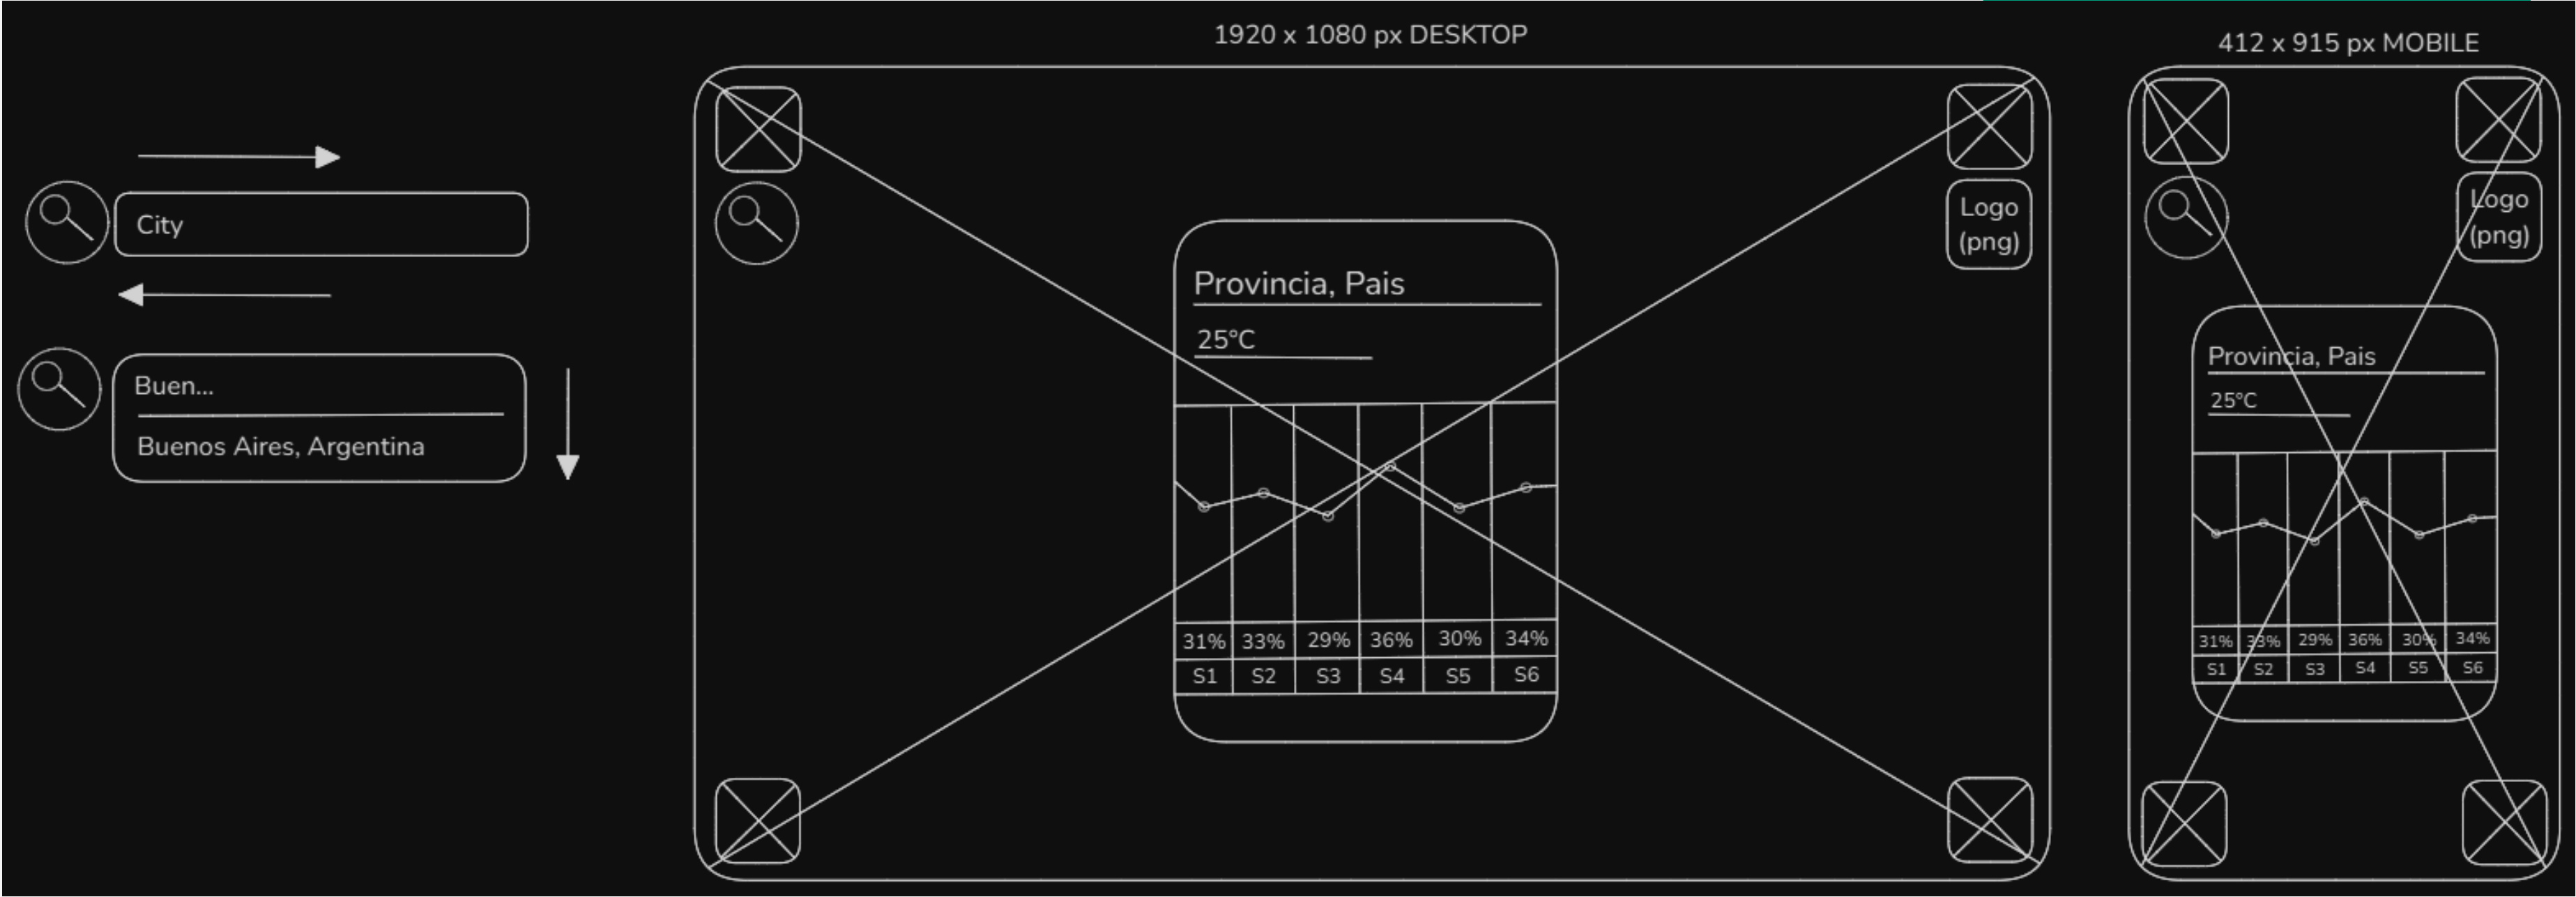 1920 x 1080 px DESKTOP
412 x 915 px MOBILE
City
Buen...
Buenos Aires, Argentina
Logo
(png)
Provincia, Pais
25°C
31% 33% 29% 36% 30% 34%
S1 S2 S3 S4 S5 S6
Logo
(png)
Provincia, Pais
25°C
31% 33% 29% 36% 30% 34%
S1 S2 S3 S4 S5 S6